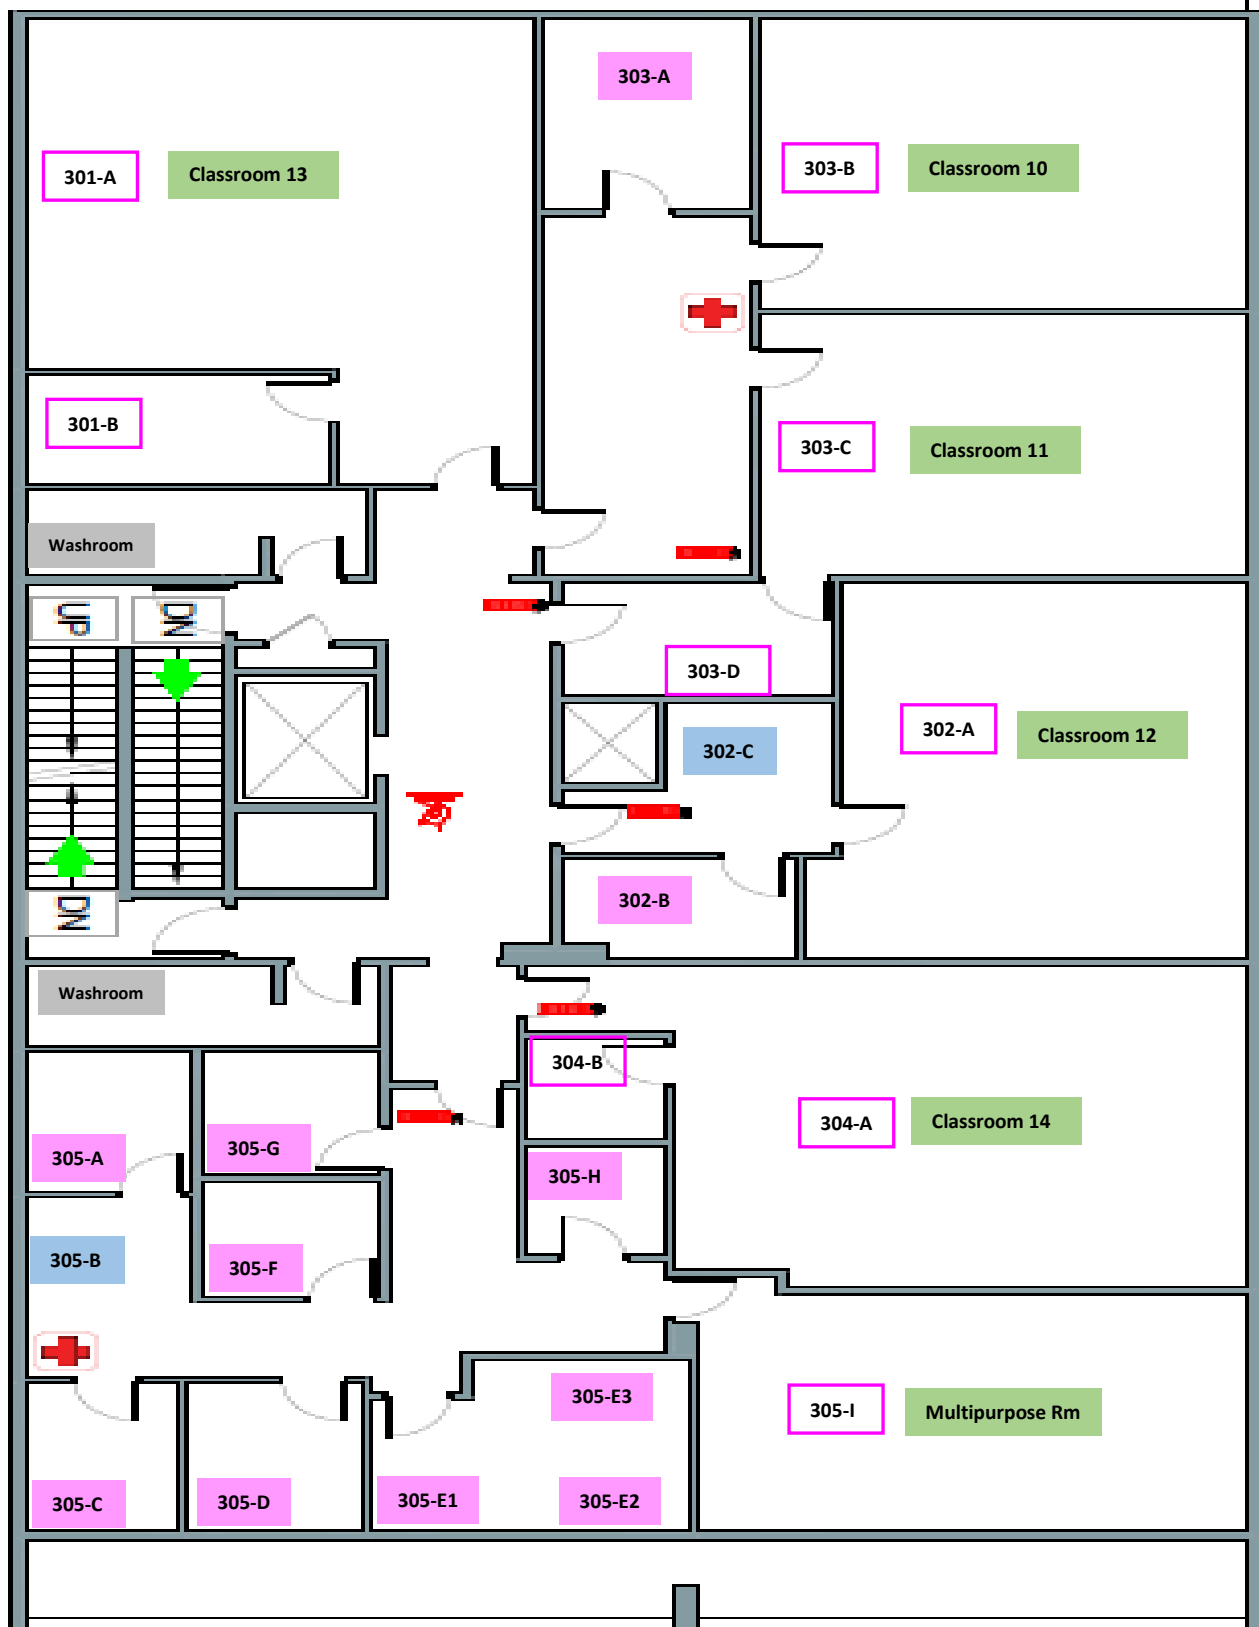 303-A
301-A Classroom 13
303-B Classroom 10
301-B
303-C Classroom 11
Washroom
UP DN
303-D
302-A Classroom 12
302-C
302-B
DN
Washroom
304-B
304-A Classroom 14
305-A
305-G
305-H
305-B
305-F
305-E3
305-I Multipurpose Rm
305-C
305-D
305-E1
305-E2